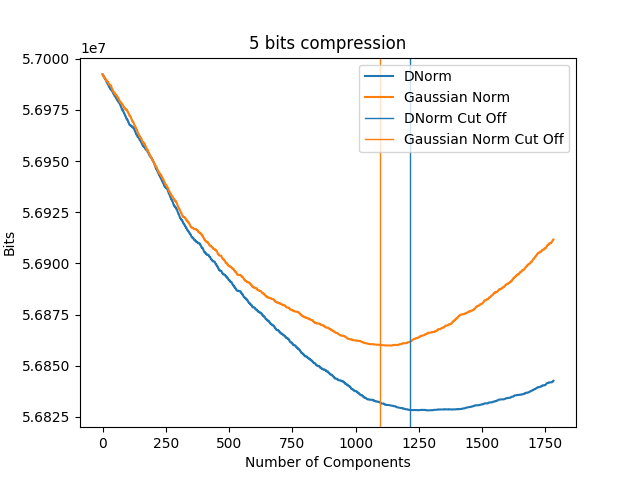 5 bits compression
1e7
5.7000
5.6975
5.6950
5.6925
5.6900
5.6875
5.6850
5.6825
Bits
DNorm
Gaussian Norm
DNorm Cut Off
Gaussian Norm Cut Off
0 250 500 750 1000 1250 1500 1750
Number of Components